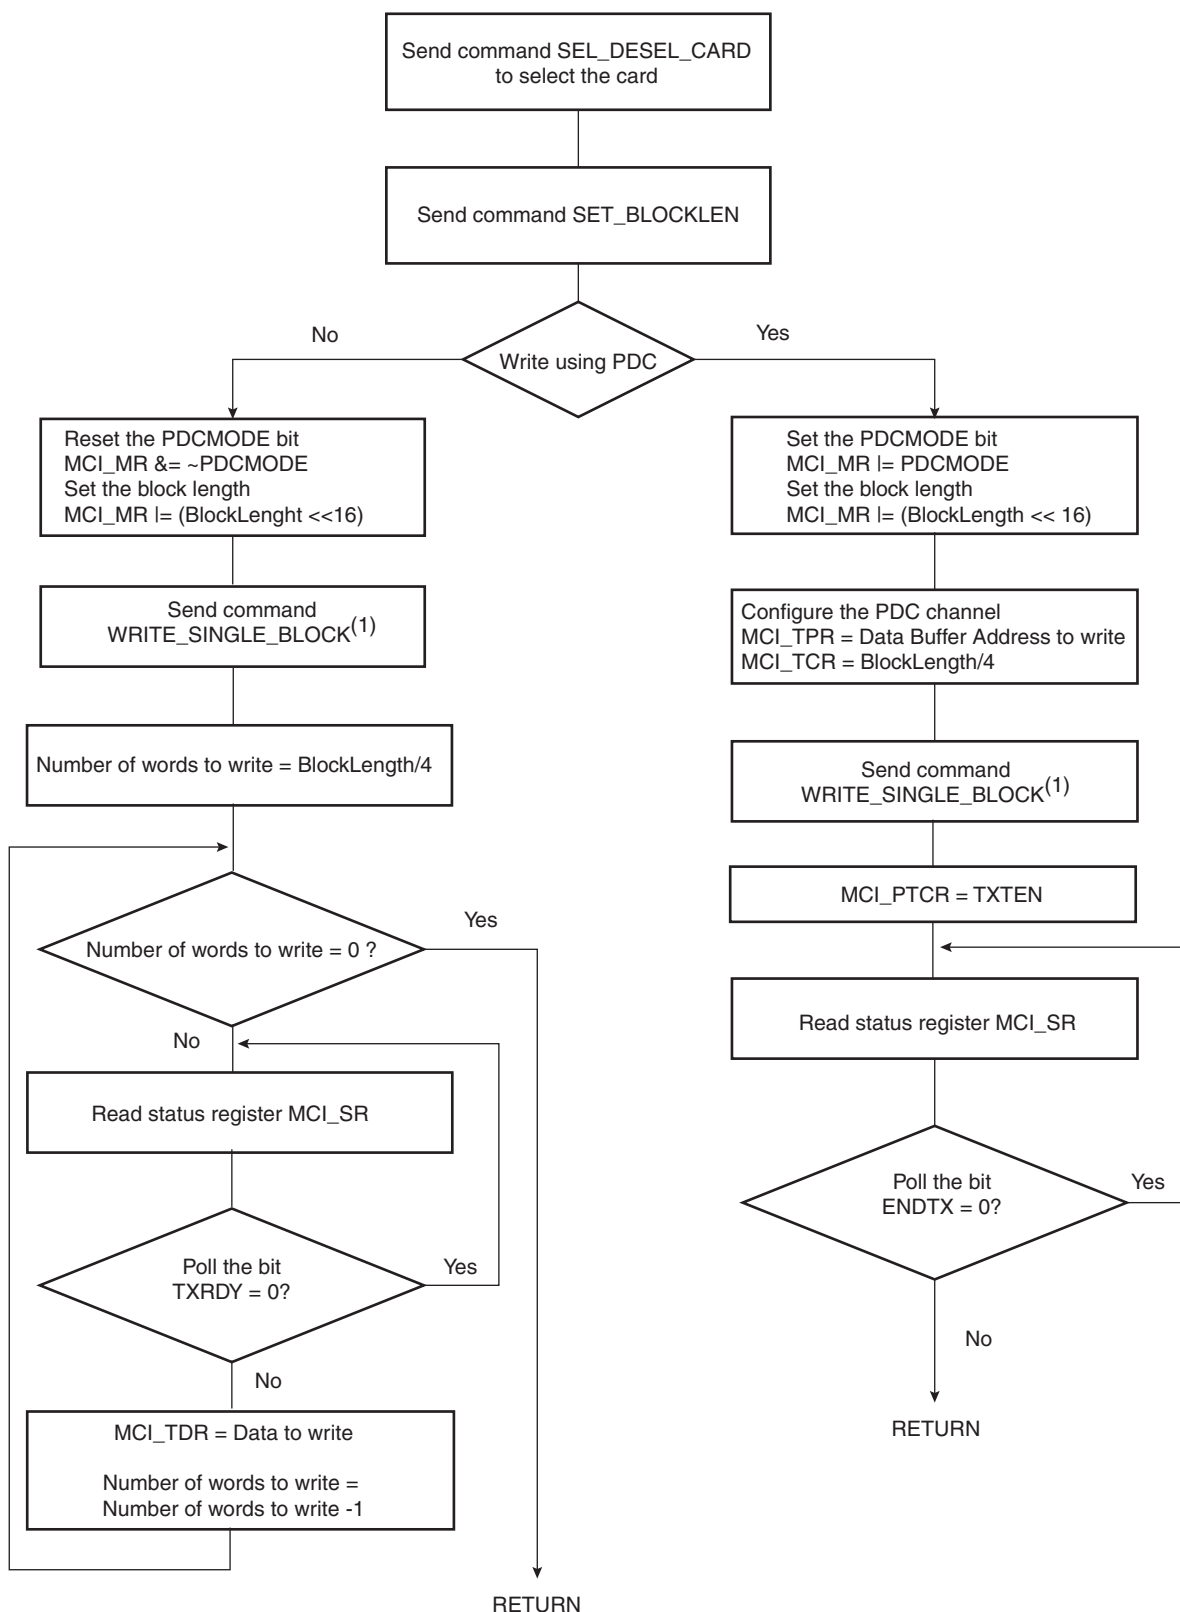 Send command SEL_DESEL_CARD
to select the card
Send command SET_BLOCKLEN
No
Yes
Write using PDC
Reset the PDCMODE bit
MCI_MR &= ~PDCMODE
Set the block length
MCI_MR |= (BlockLenght <<16)
Send command
WRITE_SINGLE_BLOCK(1)
Number of words to write = BlockLength/4
Yes
Number of words to write = 0 ?
No
Read status register MCI_SR
Poll the bit
TXRDY = 0?
Yes
No
MCI_TDR = Data to write
Number of words to write =
Number of words to write -1
RETURN
Set the PDCMODE bit
MCI_MR |= PDCMODE
Set the block length
MCI_MR |= (BlockLength << 16)
Configure the PDC channel
MCI_TPR = Data Buffer Address to write
MCI_TCR = BlockLength/4
Send command
WRITE_SINGLE_BLOCK(1)
MCI_PTCR = TXTEN
Read status register MCI_SR
Poll the bit
ENDTX = 0?
Yes
No
RETURN